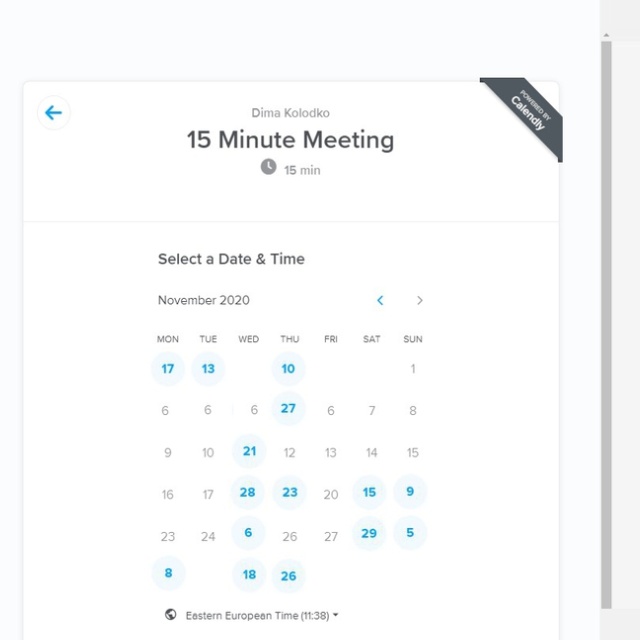 POWERED BY
Calendly
Dima Kolodko
15 Minute Meeting
15 min
Select a Date & Time
November 2020
MON TUE WED THU FRI SAT SUN
17 13 10 1
6 6 6 27 6 7 8
9 10 21 12 13 14 15
16 17 28 23 20 15 9
23 24 6 26 27 29 5
8 18 26
Eastern European Time (11:38)